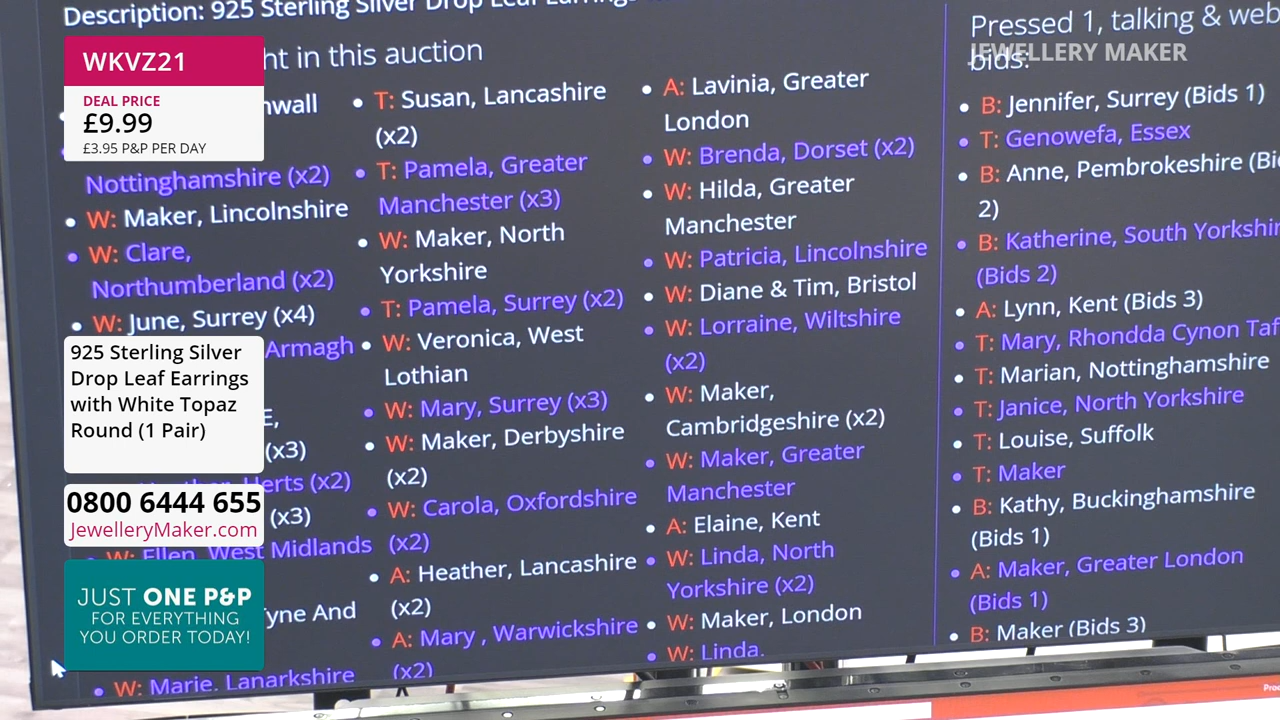 Description: 925 Sterling Silver Drop Leaf Earrings
ht in this auction
WKVZ21
DEAL PRICE
£9.99
£3.95 P&P PER DAY
nwall
Nottinghamshire (x2)
• W: Maker, Lincolnshire
• W: Clare,
Northumberland (x2)
• W: June, Surrey (x4)
Armagh
925 Sterling Silver
Drop Leaf Earrings
with White Topaz
Round (1 Pair)
E,
(x3)
Herts (x2)
0800 6444 655
JewelleryMaker.com
(x3)
W: Ellen, West Midlands
JUST ONE P&P
FOR EVERYTHING
YOU ORDER TODAY!
Tyne And
• W: Marie, Lanarkshire
• T: Susan, Lancashire
(x2)
• T: Pamela, Greater
Manchester (x3)
• W: Maker, North
Yorkshire
• T: Pamela, Surrey (x2)
• W: Veronica, West
Lothian
• W: Mary, Surrey (x3)
• W: Maker, Derbyshire
(x2)
• W: Carola, Oxfordshire
(x2)
• A: Heather, Lancashire
(x2)
• A: Mary , Warwickshire
(x2)
• A: Lavinia, Greater
London
• W: Brenda, Dorset (x2)
• W: Hilda, Greater
Manchester
• W: Patricia, Lincolnshire
• W: Diane & Tim, Bristol
• W: Lorraine, Wiltshire
(x2)
• W: Maker,
Cambridgeshire (x2)
• W: Maker, Greater
Manchester
• A: Elaine, Kent
• W: Linda, North
Yorkshire (x2)
• W: Maker, London
• W: Linda,
Pressed 1, talking & web
bids:
JEWELLERY MAKER
• B: Jennifer, Surrey (Bids 1)
• T: Genowefa, Essex
• B: Anne, Pembrokeshire (Bi
2)
• B: Katherine, South Yorkshir
(Bids 2)
• A: Lynn, Kent (Bids 3)
• T: Mary, Rhondda Cynon Taf
• T: Marian, Nottinghamshire
• T: Janice, North Yorkshire
• T: Louise, Suffolk
• T: Maker
• B: Kathy, Buckinghamshire
(Bids 1)
• A: Maker, Greater London
(Bids 1)
• B: Maker (Bids 3)